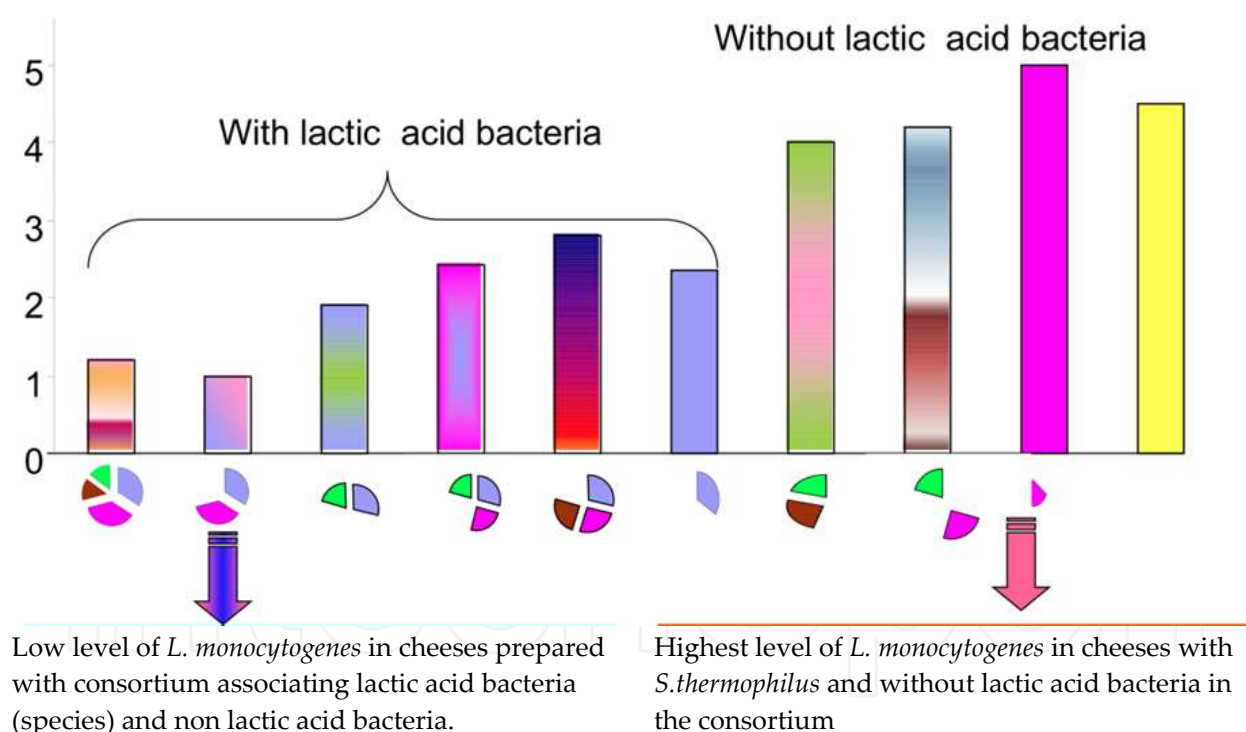 Without lactic acid bacteria
5
With lactic acid bacteria
4
3
2
1
0
Low level of L. monocytogenes in cheeses prepared
with consortium associating lactic acid bacteria
(species) and non lactic acid bacteria.
Highest level of L. monocytogenes in cheeses with
S.thermophilus and without lactic acid bacteria in
the consortium